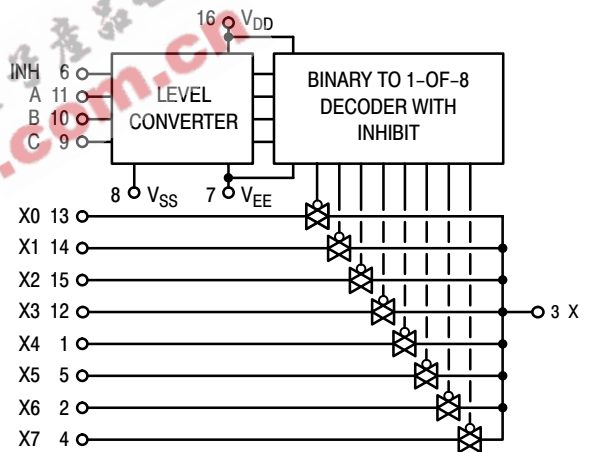 16 VDD
INH 6
A 11
B 10
C 9
LEVEL
CONVERTER
BINARY TO 1-OF-8
DECODER WITH
INHIBIT
8 VSS
7 VEE
X0 13
X1 14
X2 15
X3 12
3 X
X4 1
X5 5
X6 2
X7 4
.com.cn